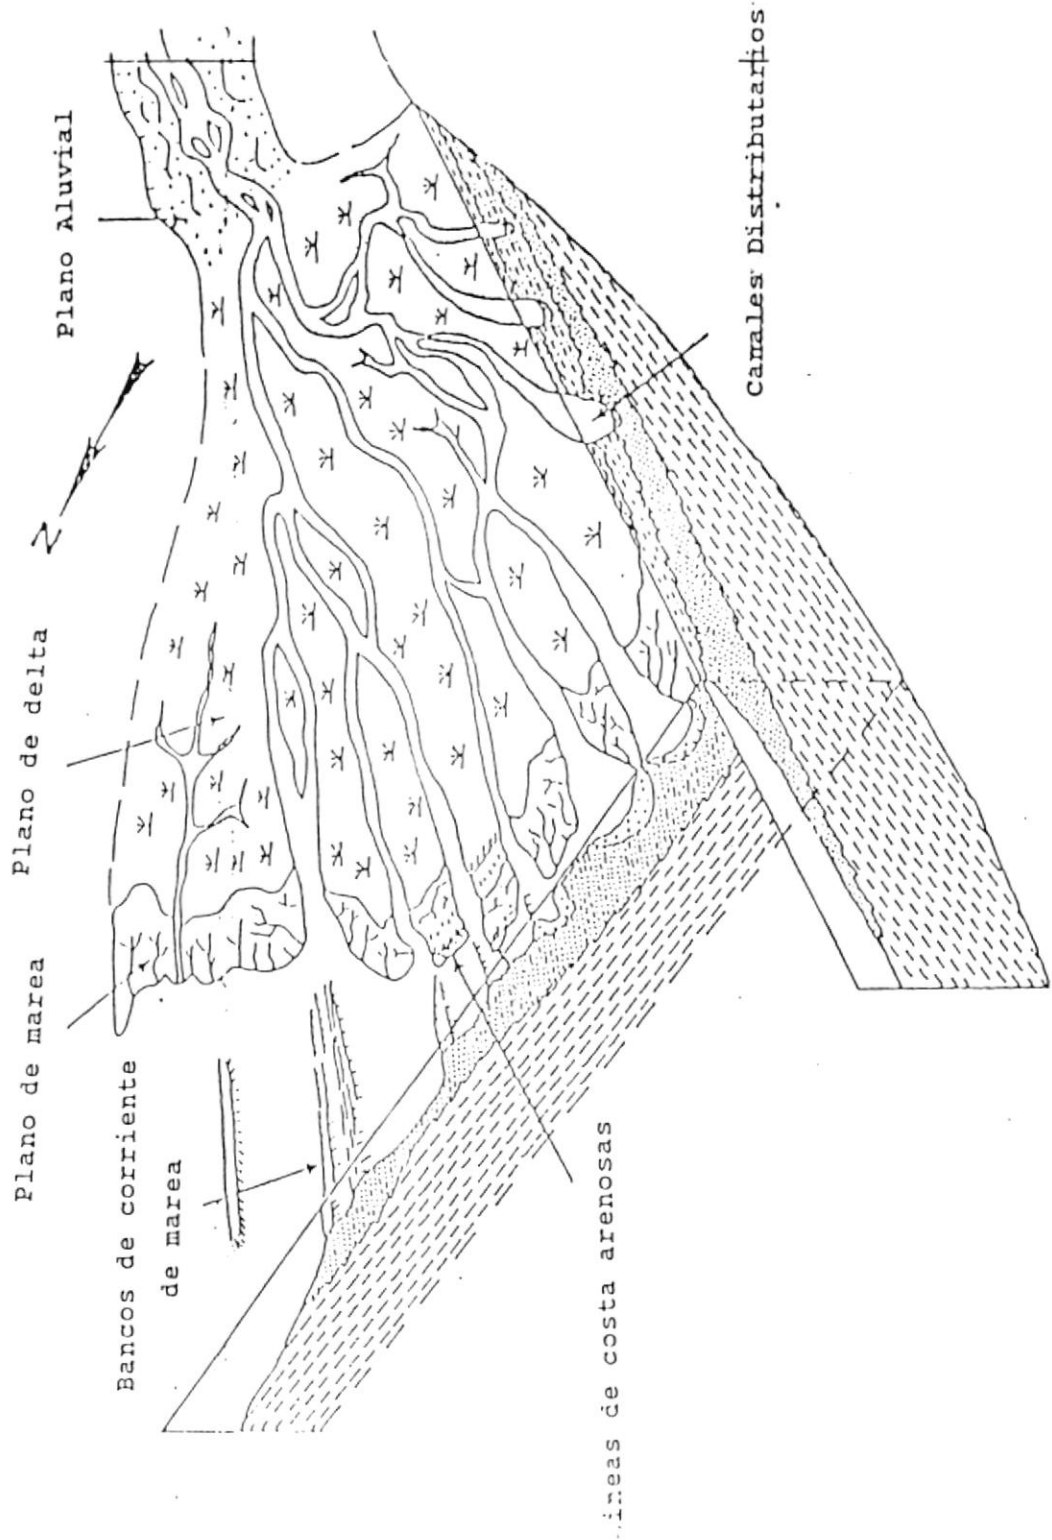 Plano Aluvial
N
Plano de delta
Plano de marea
Bancos de corriente
de marea
Canales Distributarios
ineas de costa arenosas